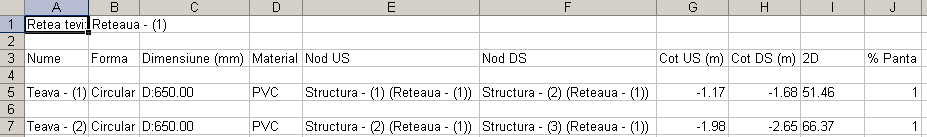 A B C D E F G H I J
1 Retea tevi: Reteaua - (1)
2
3 Nume Forma Dimensiune (mm) Material Nod US Nod DS Cot US (m) Cot DS (m) 2D % Panta
4
5 Teava - (1) Circular D:650.00 PVC Structura - (1) (Reteaua - (1)) Structura - (2) (Reteaua - (1)) -1.17 -1.68 51.46 1
6
7 Teava - (2) Circular D:650.00 PVC Structura - (2) (Reteaua - (1)) Structura - (3) (Reteaua - (1)) -1.98 -2.65 66.37 1